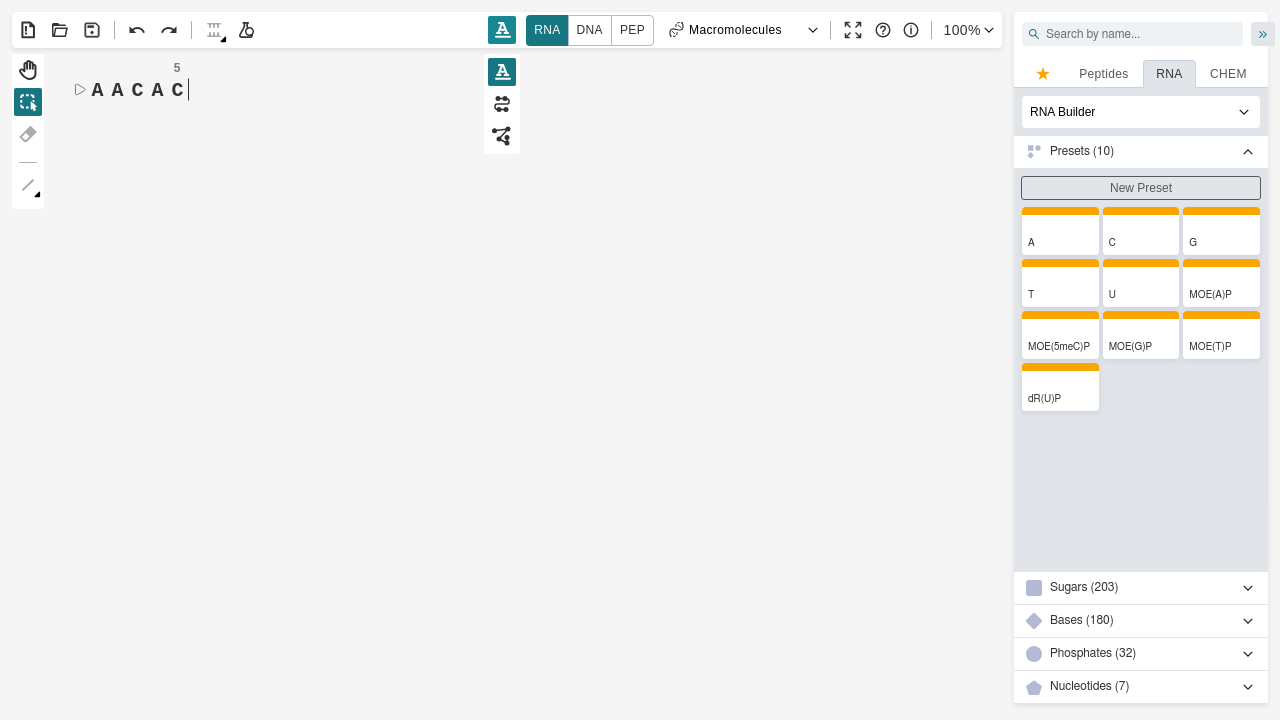 A RNA DNA PEP Macromolecules 100%
Search by name...
Peptides RNA CHEM
RNA Builder
Presets (10)
New Preset
A C G
T U MOE(A)P
MOE(5meC)P MOE(G)P MOE(T)P
dR(U)P
Sugars (203)
Bases (180)
Phosphates (32)
Nucleotides (7)
A
5
A A C A C